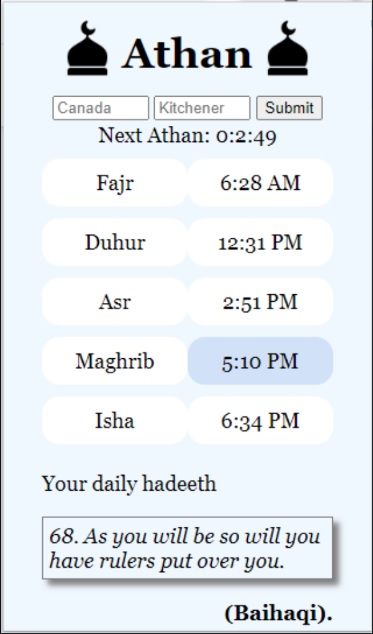 Athan
Canada Kitchener Submit
Next Athan: 0:2:49
Fajr 6:28 AM
Duhur 12:31 PM
Asr 2:51 PM
Maghrib 5:10 PM
Isha 6:34 PM
Your daily hadeeth
68. As you will be so will you
have rulers put over you.
(Baihaqi).